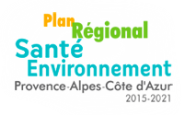 Plan
Régional
Santé
Environnement
Provence-Alpes-Côte d'Azur
2015-2021